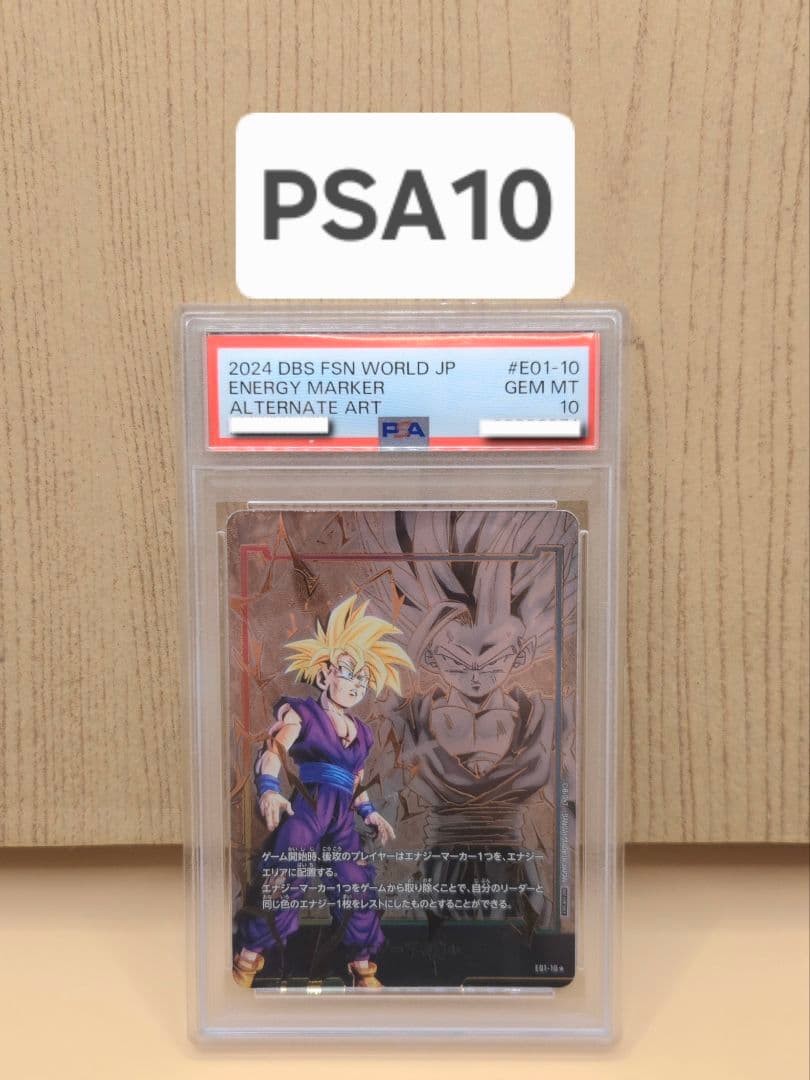 PSA10
2024 DBS FSN WORLD JP #E01-10
ENERGY MARKER GEM MT
ALTERNATE ART 10
PSA
ゲーム開始時、後攻のプレイヤーはエナジーマーカー1つを、エナジー
エリアに配置する。
エナジーマーカー1つをゲームから取り除くことで、自分のリーダーと
同じ色のエナジー1枚をレストにしたものとすることができる。
E01-10★